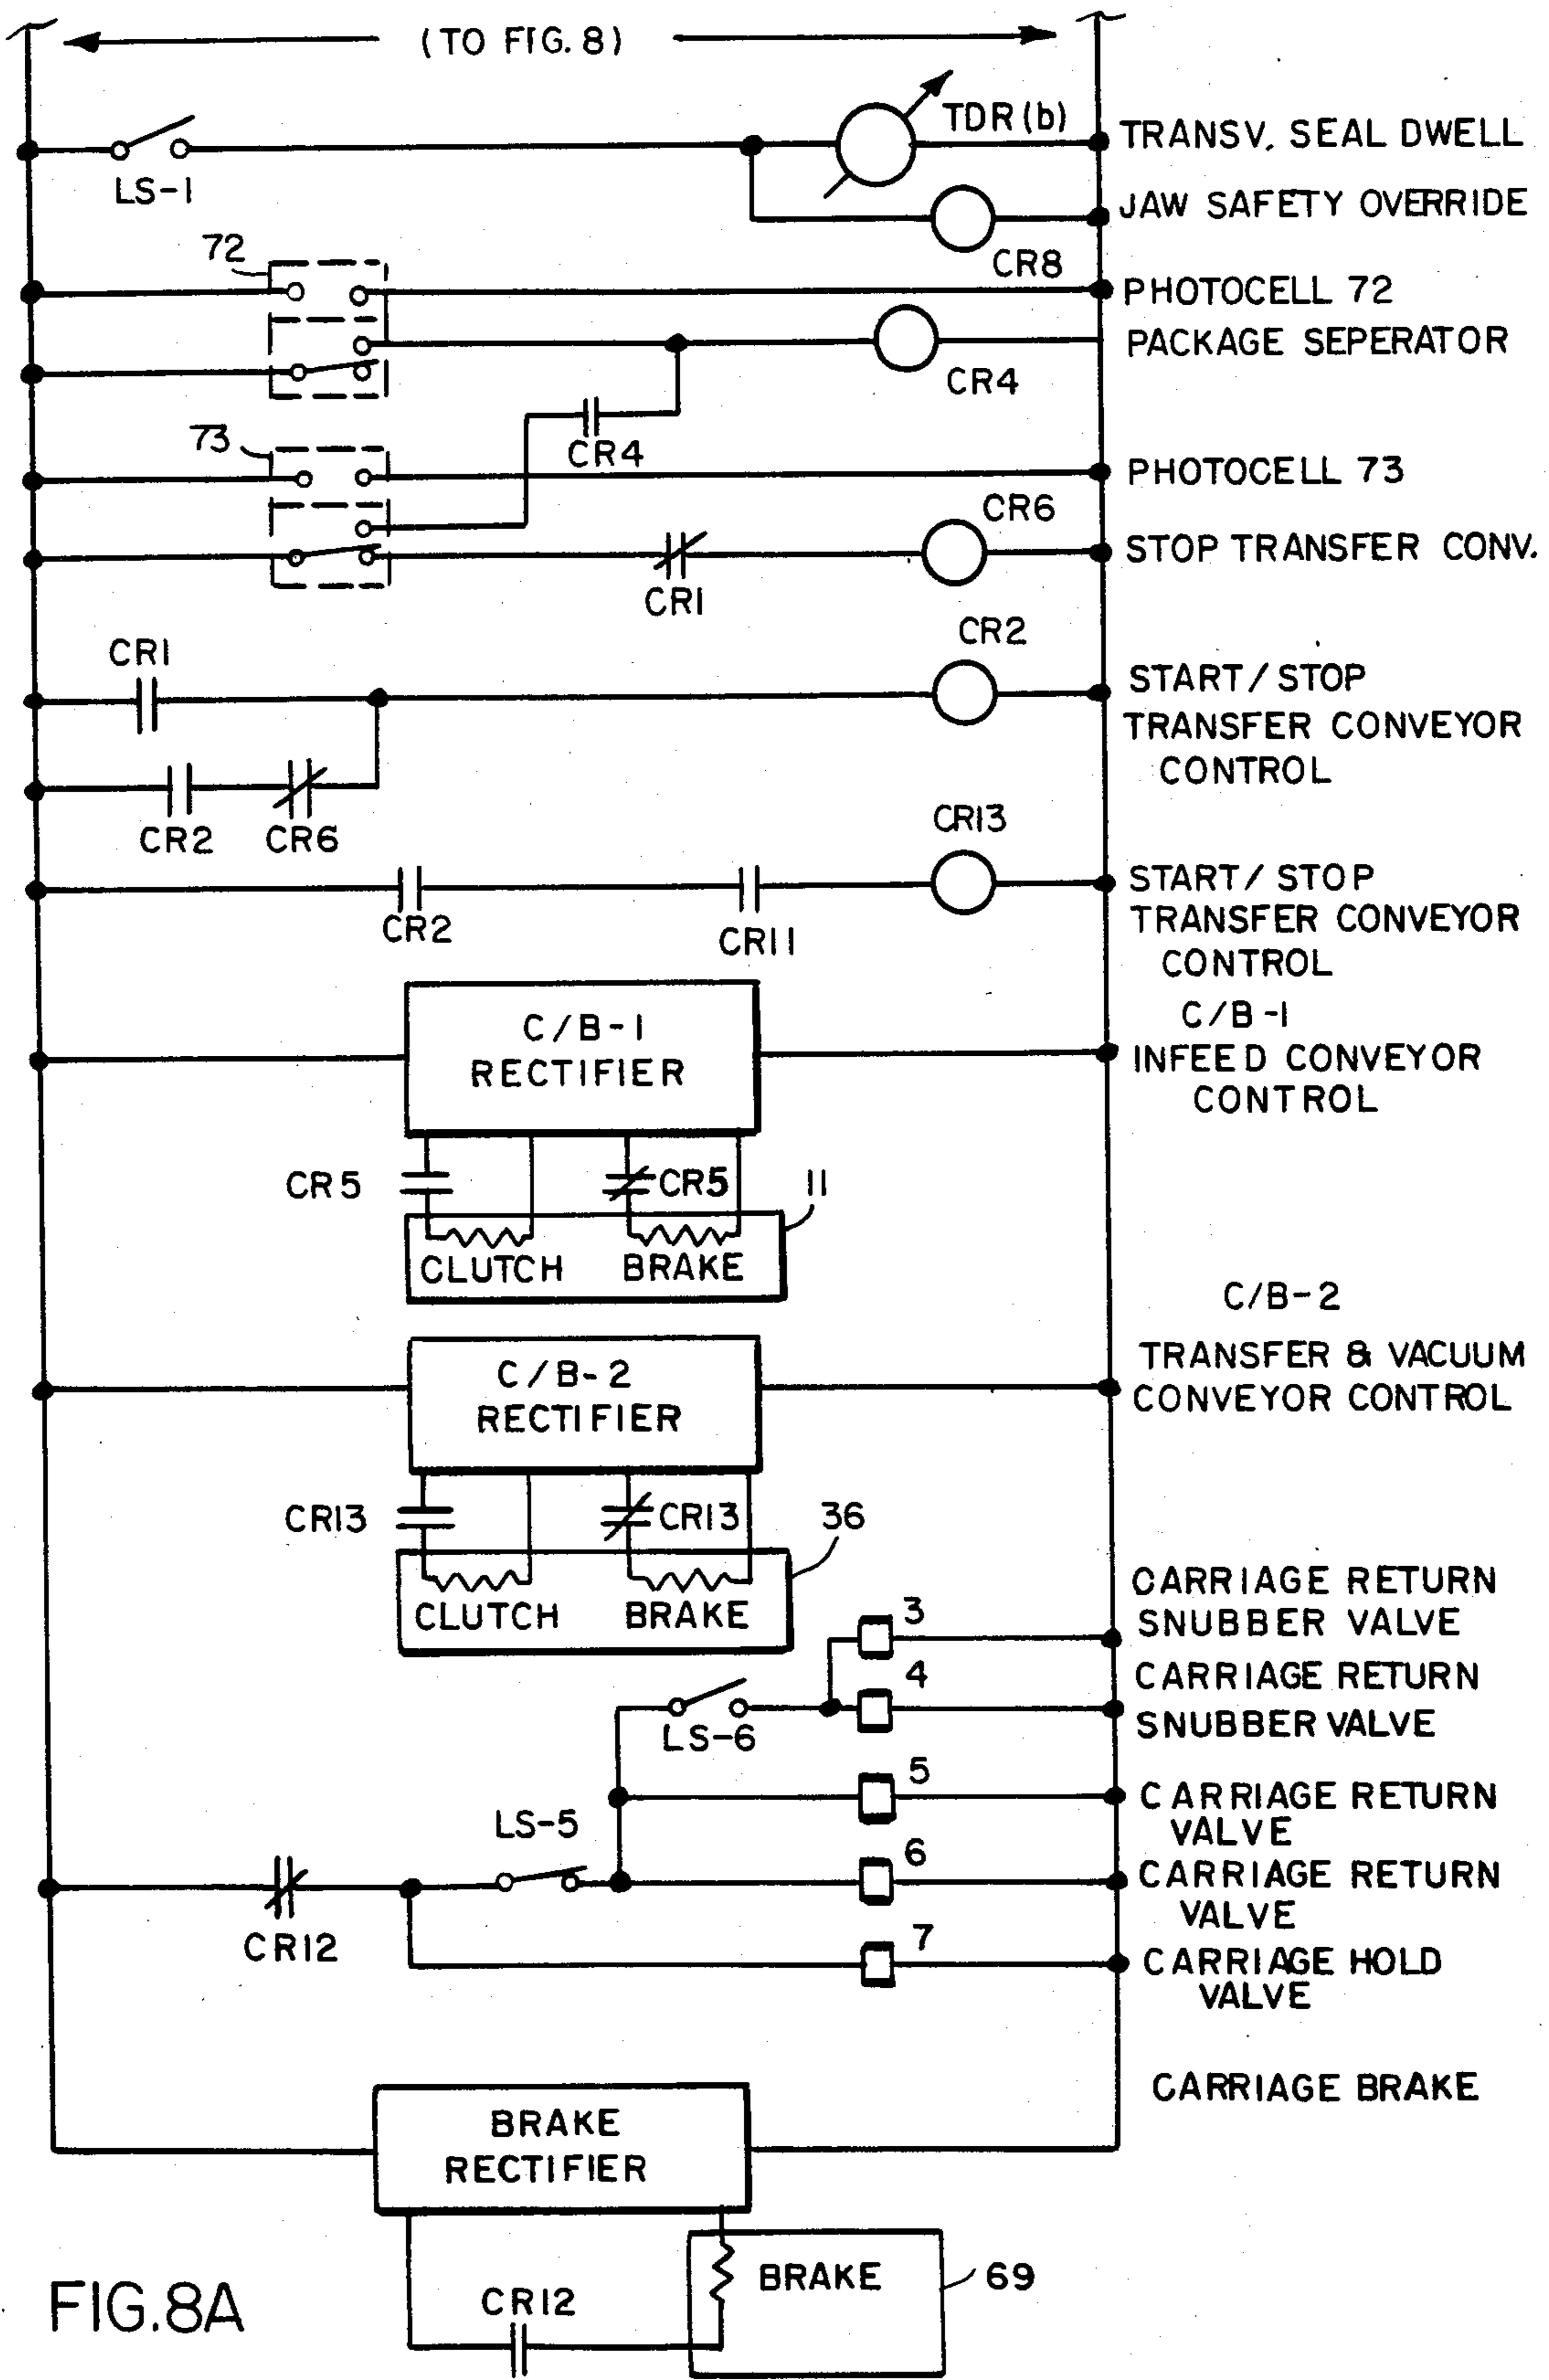 (TO FIG. 8)
TDR (b)
TRANSV. SEAL DWELL
LS-1
JAW SAFETY OVERRIDE
CR8
72
PHOTOCELL 72
PACKAGE SEPERATOR
CR4
CR4
73
PHOTOCELL 73
CR6
STOP TRANSFER CONV.
CR1
CR1
CR2
START/STOP
TRANSFER CONVEYOR
CONTROL
CR2
CR6
CR13
START/STOP
TRANSFER CONVEYOR
CONTROL
CR2
CR11
C/B-1
RECTIFIER
C/B-1
INFEED CONVEYOR
CONTROL
CR5
CR5
11
CLUTCH
BRAKE
C/B-2
C/B-2
RECTIFIER
TRANSFER & VACUUM
CONVEYOR CONTROL
CR13
CR13
36
CLUTCH
BRAKE
3
CARRIAGE RETURN
SNUBBER VALVE
4
CARRIAGE RETURN
SNUBBER VALVE
LS-6
5
CARRIAGE RETURN
VALVE
LS-5
6
CARRIAGE RETURN
VALVE
CR12
7
CARRIAGE HOLD
VALVE
CARRIAGE BRAKE
BRAKE
RECTIFIER
BRAKE
69
CR12
FIG.8A